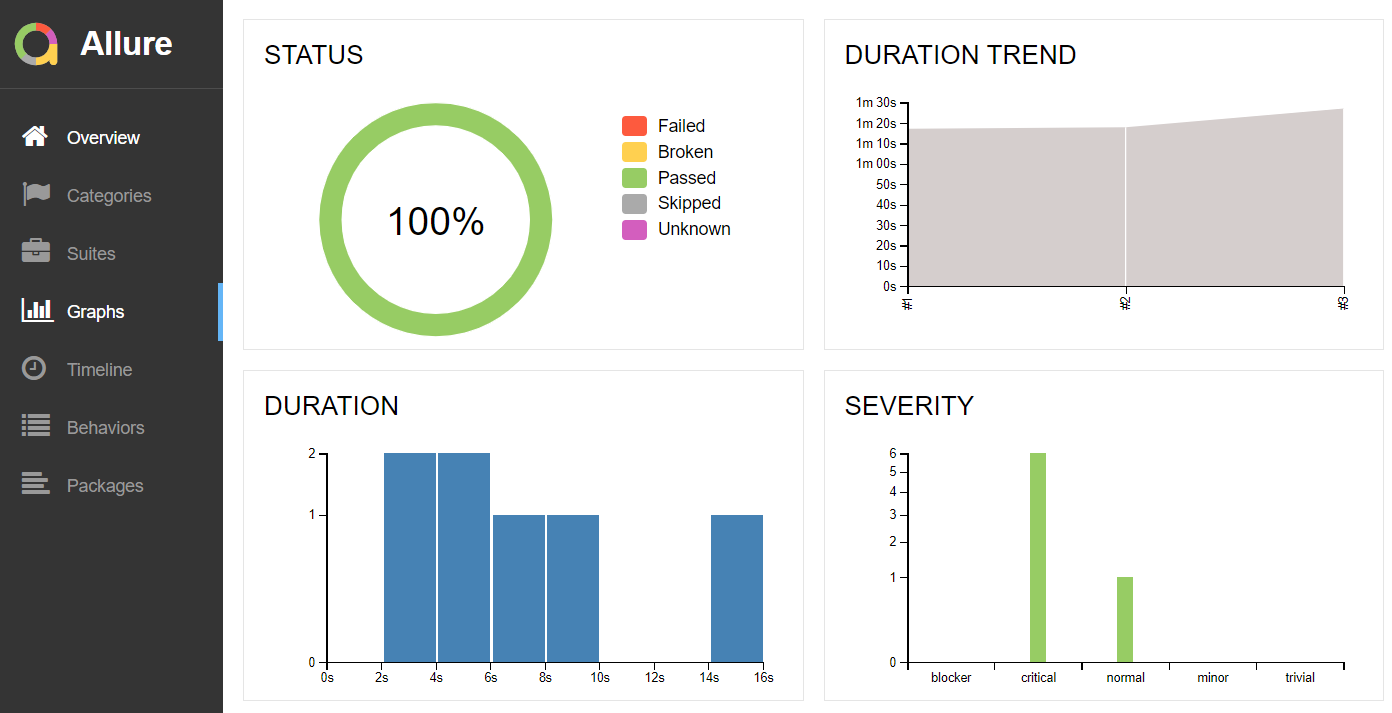 Allure
Overview
Categories
Suites
Graphs
Timeline
Behaviors
Packages
STATUS
100%
Failed
Broken
Passed
Skipped
Unknown
DURATION TREND
1m 30s
1m 20s
1m 10s
1m 00s
50s
40s
30s
20s
10s
0s
#1 #2 #3
DURATION
2
1
0
0s 2s 4s 6s 8s 10s 12s 14s 16s
SEVERITY
6
5
4
3
2
1
0
blocker critical normal minor trivial